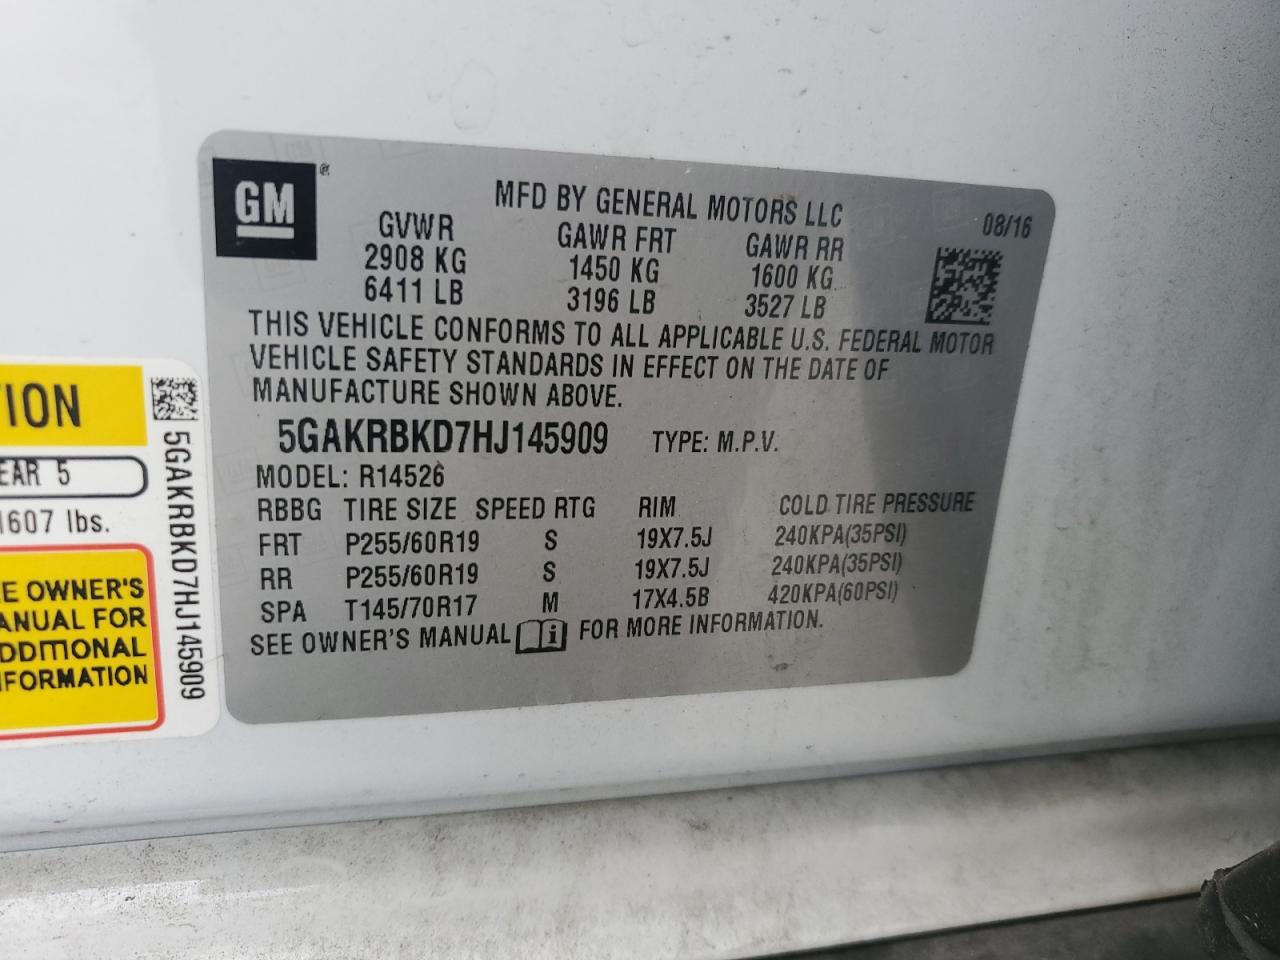 GM
®
MFD BY GENERAL MOTORS LLC
08/16
GVWR GAWR FRT GAWR RR
2908 KG 1450 KG 1600 KG
6411 LB 3196 LB 3527 LB
THIS VEHICLE CONFORMS TO ALL APPLICABLE U.S. FEDERAL MOTOR
VEHICLE SAFETY STANDARDS IN EFFECT ON THE DATE OF
MANUFACTURE SHOWN ABOVE.
5GAKRBKD7HJ145909 TYPE: M.P.V.
MODEL: R14526
RBBG TIRE SIZE SPEED RTG RIM COLD TIRE PRESSURE
FRT P255/60R19 S 19X7.5J 240KPA(35PSI)
RR P255/60R19 S 19X7.5J 240KPA(35PSI)
SPA T145/70R17 M 17X4.5B 420KPA(60PSI)
SEE OWNER'S MANUAL FOR MORE INFORMATION.
TION
EAR 5
1607 lbs.
E OWNER'S
ANUAL FOR
DDITIONAL
FORMATION
5GAKRBKD7HJ145909